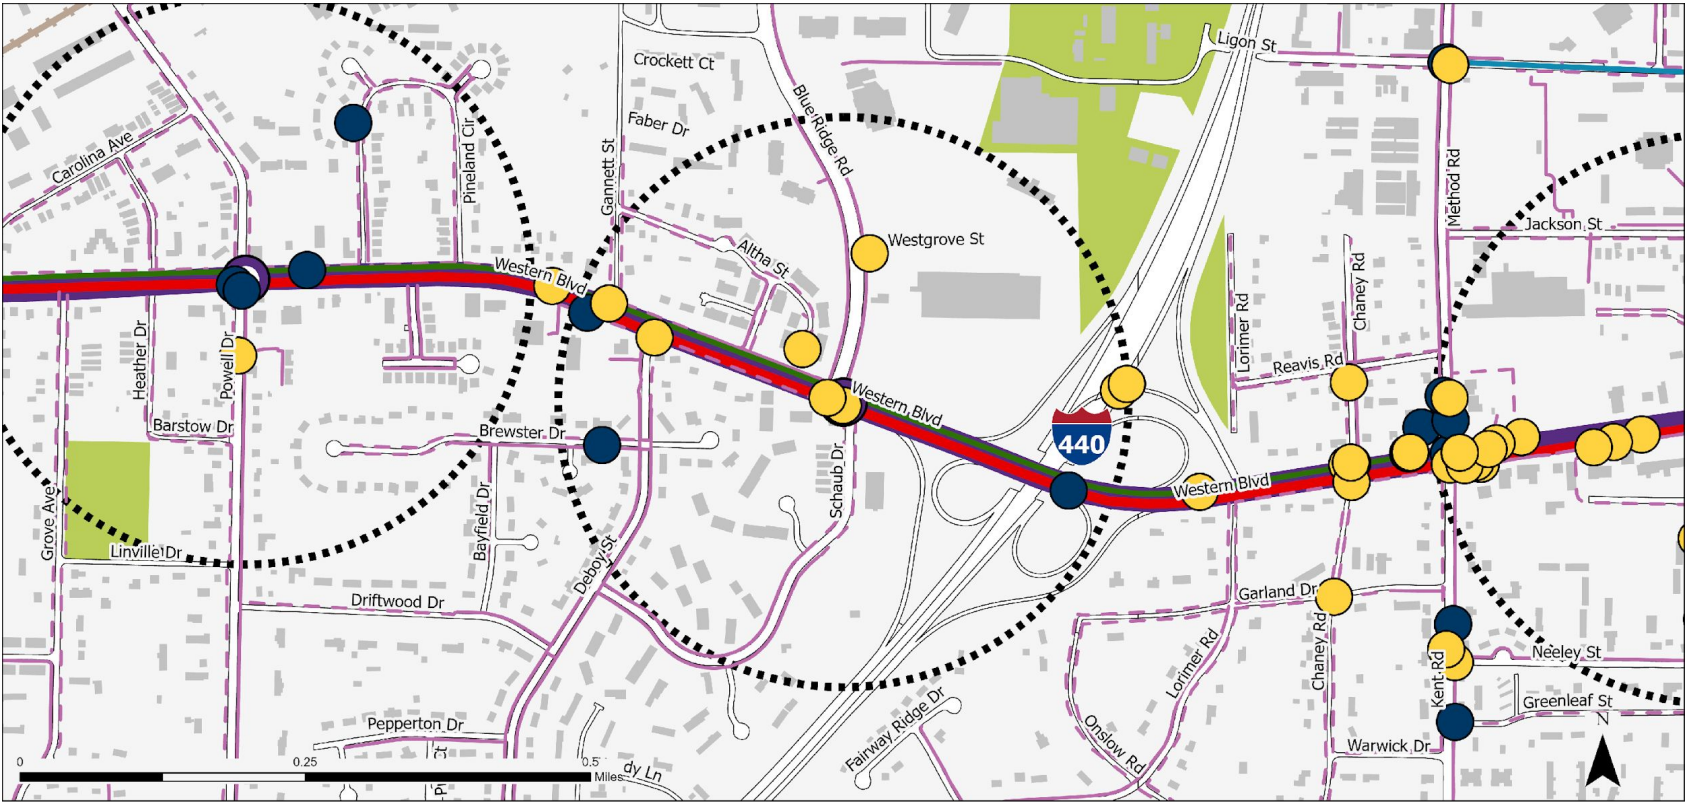 Ligon St
Crockett Ct
Blue Ridge Rd
Faber Dr
Carolina Ave
Pineland Cir
Gannett St
Method Rd
Jackson St
Westgrove St
Altha St
Western Blvd
Chaney Rd
Lorimer Rd
Heather Dr
Powell Dr
Reavis Rd
Western Blvd
Barstow Dr
Brewster Dr
440
Schaub Dr
Western Blvd
Grove Ave
Bayfield Dr
Linville Dr
Deboy St
Driftwood Dr
Garland Dr
Chaney Rd
Lorimer Rd
Kent Rd
Neeley St
Greenleaf St
N
Pepperton Dr
Fairway Ridge Dr
Onslow Rd
Warwick Dr
0 0.25 0.5
Miles
dy Ln
Ct